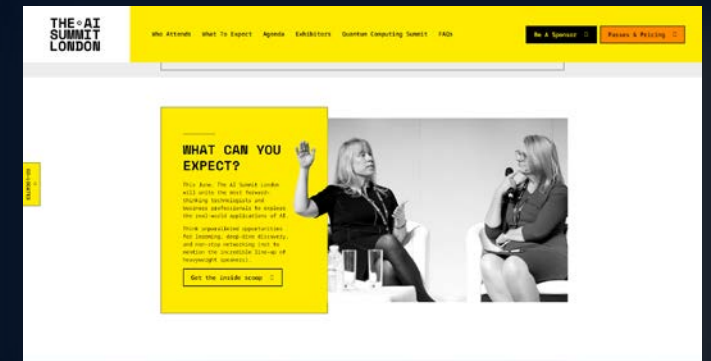 THE AI
SUMMIT
LONDON
Who Attends What To Expect Agenda Exhibitors Quantum Computing Summit FAQs
Be A Sponsor
Passes & Pricing
WHAT CAN YOU
EXPECT?
This June, The AI Summit London
will unite the most forward-
thinking technologists and
business professionals to explore
the real-world applications of AI.
Think unparalleled opportunities
for learning, deep-dive discovery,
and non-stop networking (not to
mention the incredible line-up of
heavyweight speakers).
Get the inside scoop
CO-LOCATED